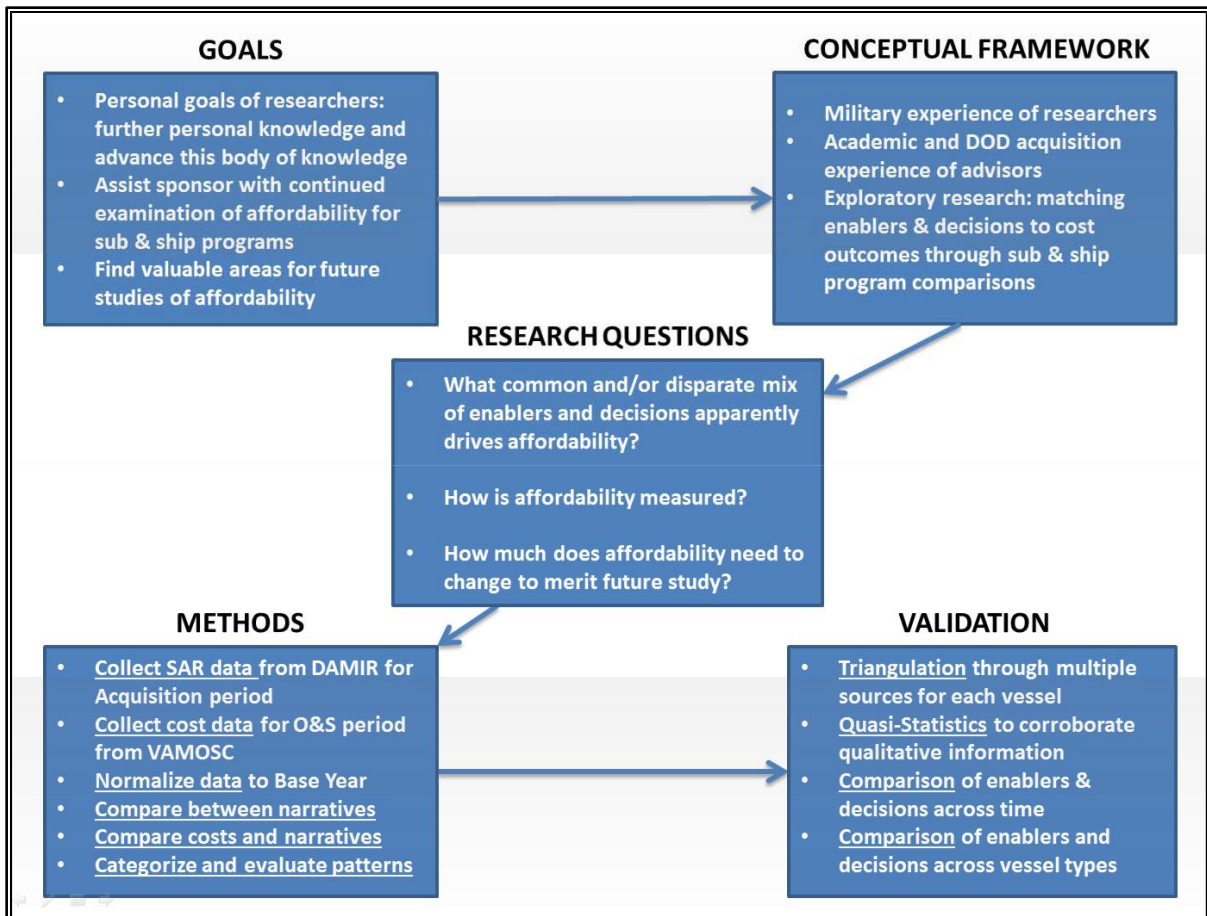 GOALS
• Personal goals of researchers:
further personal knowledge and
advance this body of knowledge
• Assist sponsor with continued
examination of affordability for
sub & ship programs
• Find valuable areas for future
studies of affordability
CONCEPTUAL FRAMEWORK
• Military experience of researchers
• Academic and DOD acquisition
experience of advisors
• Exploratory research: matching
enablers & decisions to cost
outcomes through sub & ship
program comparisons
RESEARCH QUESTIONS
• What common and/or disparate mix
of enablers and decisions apparently
drives affordability?
• How is affordability measured?
• How much does affordability need to
change to merit future study?
METHODS
• Collect SAR data from DAMIR for
Acquisition period
• Collect cost data for O&S period
from VAMOSC
• Normalize data to Base Year
• Compare between narratives
• Compare costs and narratives
• Categorize and evaluate patterns
VALIDATION
• Triangulation through multiple
sources for each vessel
• Quasi-Statistics to corroborate
qualitative information
• Comparison of enablers &
decisions across time
• Comparison of enablers and
decisions across vessel types